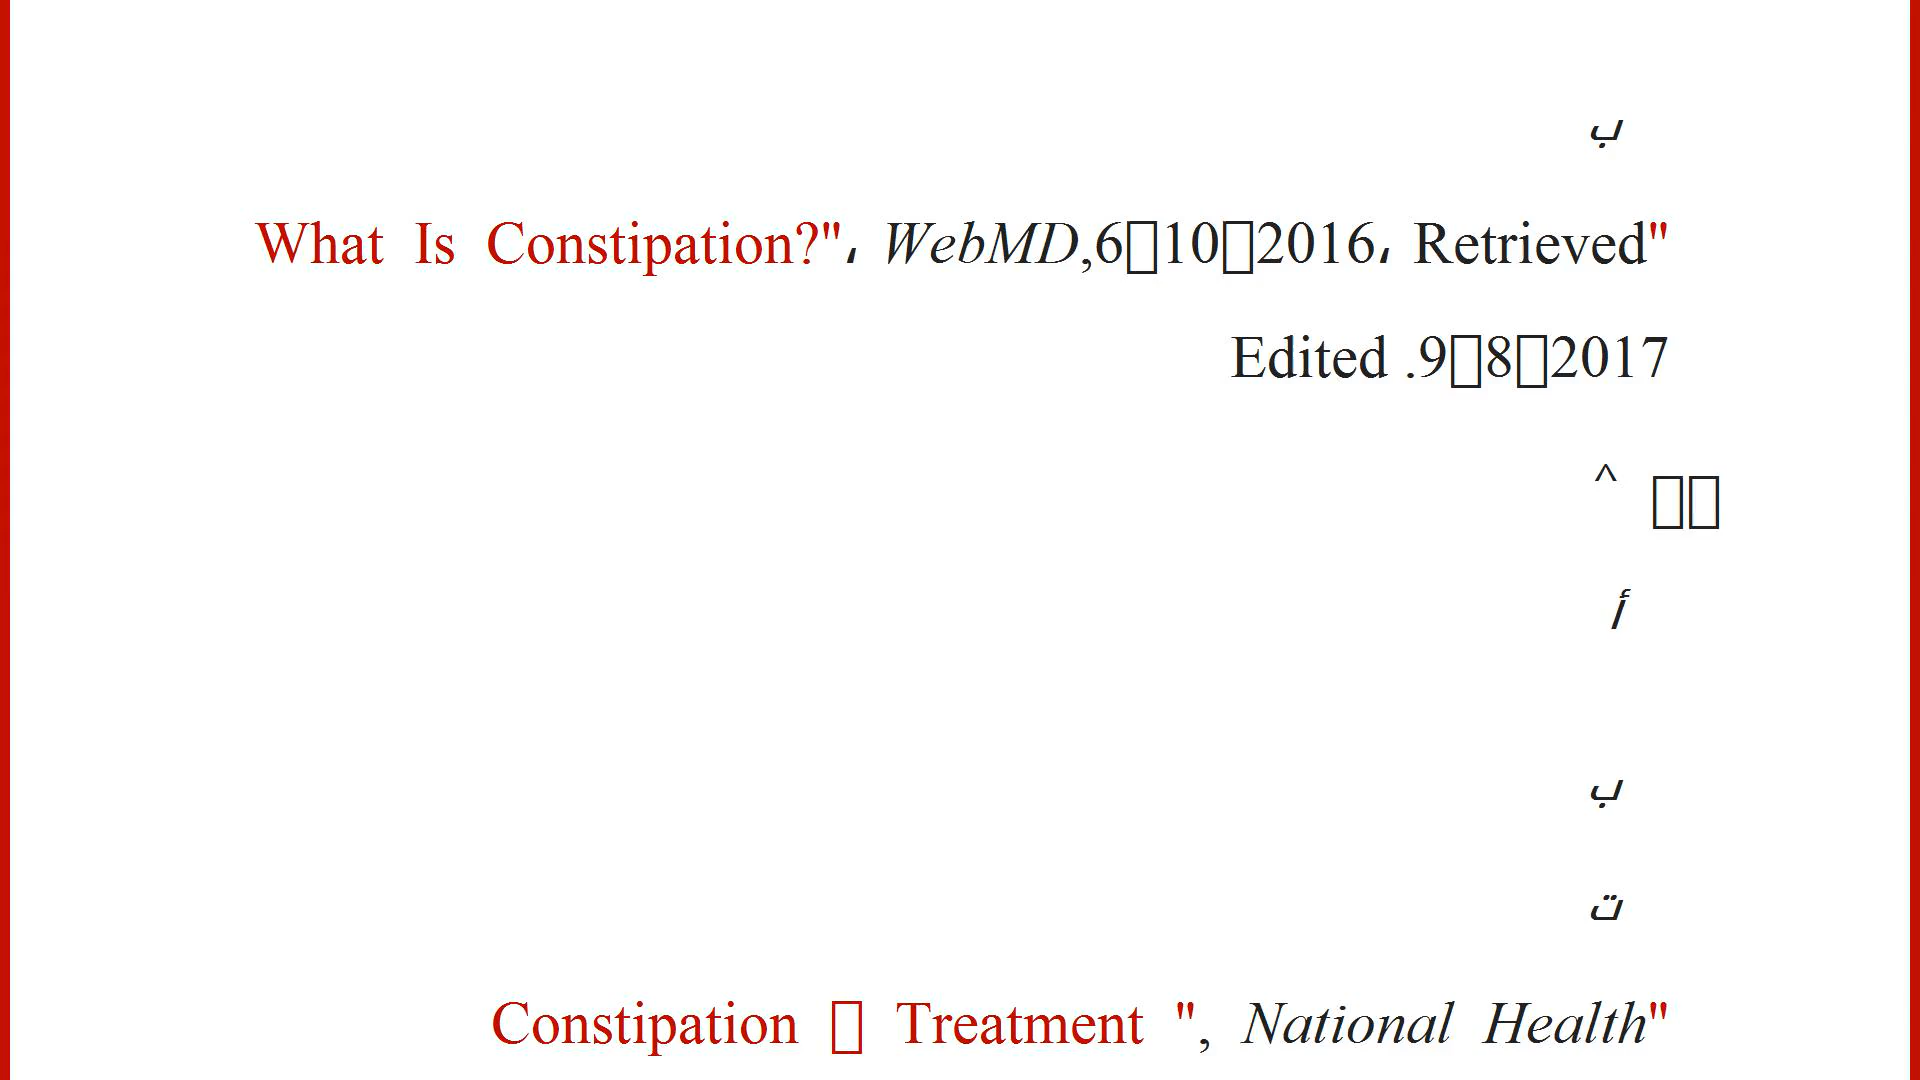 ب
"What Is Constipation?"، WebMD,6▯10▯2016، Retrieved
Edited .9▯8▯2017
▯▯ ^
أ
ب
ت
"Constipation ▯ Treatment ", National Health